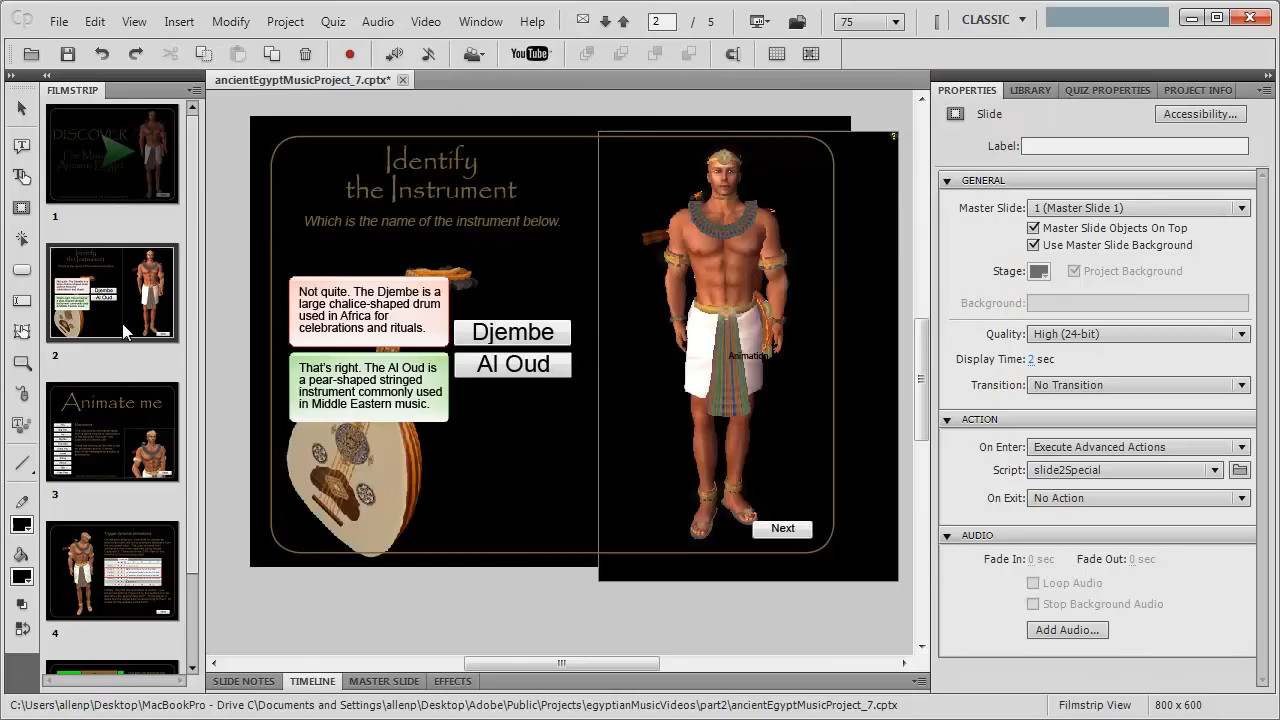 Cp File Edit View Insert Modify Project Quiz Audio Video Window Help 2 / 5 75 CLASSIC
YouTube
ancientEgyptMusicProject_7.cptx*
FILMSTRIP
DISCOVER
1
2
Animate me
3
4
Identify
the Instrument
Which is the name of the instrument below.
Not quite. The Djembe is a
large chalice-shaped drum
used in Africa for
celebrations and rituals.
That's right. The Al Oud is
a pear-shaped stringed
instrument commonly used
in Middle Eastern music.
Djembe
Al Oud
Animation
Next
PROPERTIES LIBRARY QUIZ PROPERTIES PROJECT INFO
Slide Accessibility...
Label:
GENERAL
Master Slide: 1 (Master Slide 1)
Master Slide Objects On Top
Use Master Slide Background
Stage: Project Background
Background:
Quality: High (24-bit)
Display Time: 2 sec
Transition: No Transition
ACTION
On Enter: Execute Advanced Actions
Script: slide2Special
On Exit: No Action
AUDIO
Fade In: 0 sec Fade Out: 0 sec
Loop Audio
Stop Background Audio
Add Audio...
SLIDE NOTES TIMELINE MASTER SLIDE EFFECTS
C:\Users\allenp\Desktop\MacBookPro - Drive C\Documents and Settings\allenp\Desktop\Adobe\Public\Projects\egyptianMusicVideos\part2\ancientEgyptMusicProject_7.cptx Filmstrip View 800 x 600